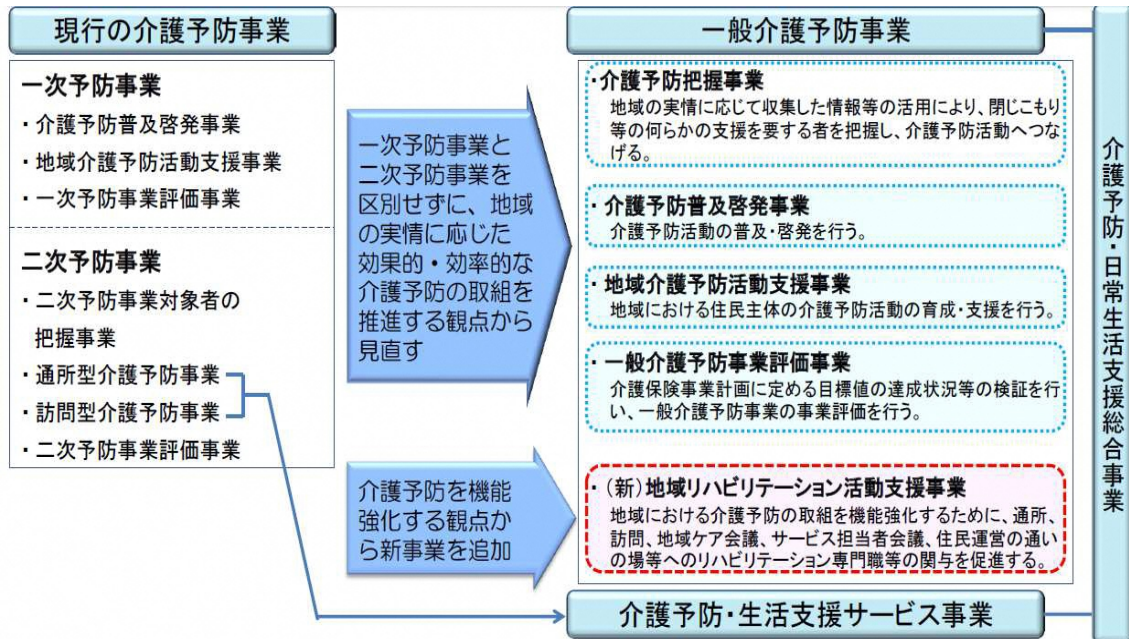 現行の介護予防事業
一次予防事業
・介護予防普及啓発事業
・地域介護予防活動支援事業
・一次予防事業評価事業
二次予防事業
・二次予防事業対象者の
把握事業
・通所型介護予防事業
・訪問型介護予防事業
・二次予防事業評価事業
一次予防事業と
二次予防事業を
区別せずに、地域
の実情に応じた
効果的・効率的な
介護予防の取組を
推進する観点から
見直す
介護予防を機能
強化する観点か
ら新事業を追加
一般介護予防事業
・介護予防把握事業
地域の実情に応じて収集した情報等の活用により、閉じこもり
等の何らかの支援を要する者を把握し、介護予防活動へつな
げる。
・介護予防普及啓発事業
介護予防活動の普及・啓発を行う。
・地域介護予防活動支援事業
地域における住民主体の介護予防活動の育成・支援を行う。
・一般介護予防事業評価事業
介護保険事業計画に定める目標値の達成状況等の検証を行
い、一般介護予防事業の事業評価を行う。
・（新）地域リハビリテーション活動支援事業
地域における介護予防の取組を機能強化するために、通所、
訪問、地域ケア会議、サービス担当者会議、住民運営の通い
の場等へのリハビリテーション専門職等の関与を促進する。
介護予防・生活支援サービス事業
介護予防・日常生活支援総合事業